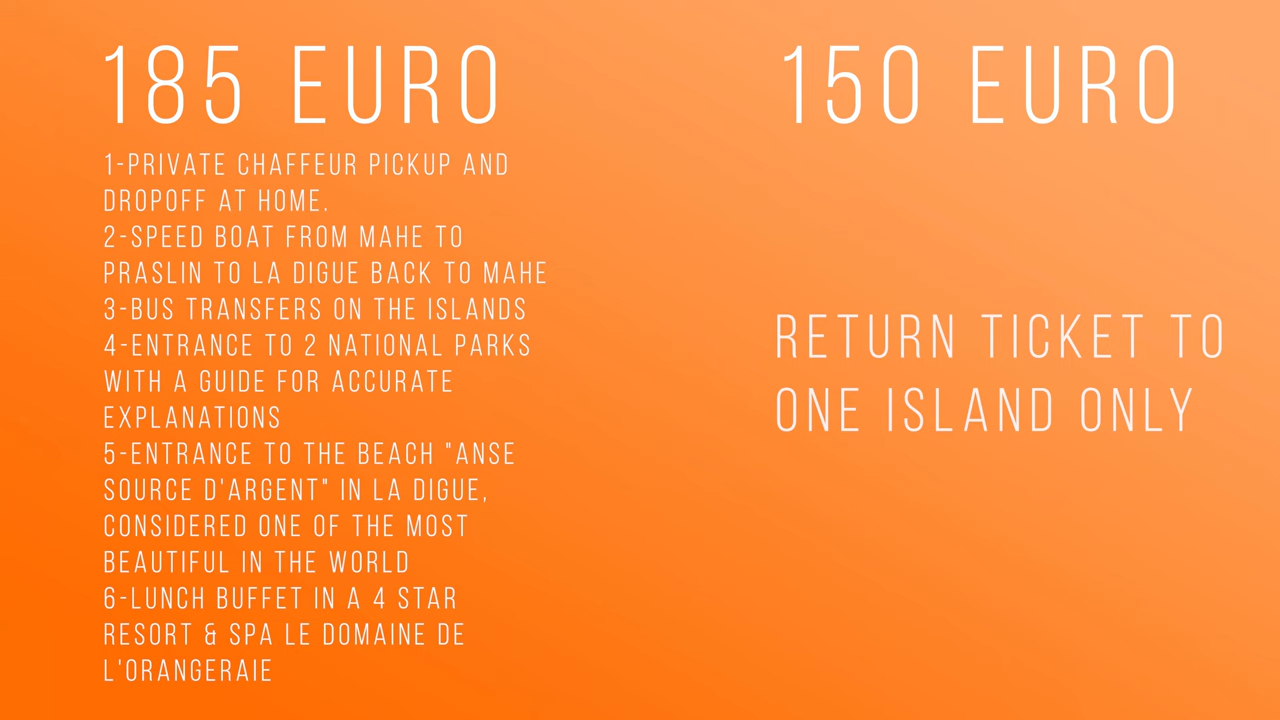 185 EURO
1-PRIVATE CHAFFEUR PICKUP AND
DROPOFF AT HOME.
2-SPEED BOAT FROM MAHE TO
PRASLIN TO LA DIGUE BACK TO MAHE
3-BUS TRANSFERS ON THE ISLANDS
4-ENTRANCE TO 2 NATIONAL PARKS
WITH A GUIDE FOR ACCURATE
EXPLANATIONS
5-ENTRANCE TO THE BEACH "ANSE
SOURCE D'ARGENT" IN LA DIGUE,
CONSIDERED ONE OF THE MOST
BEAUTIFUL IN THE WORLD
6-LUNCH BUFFET IN A 4 STAR
RESORT & SPA LE DOMAINE DE
L'ORANGERAIE
150 EURO
RETURN TICKET TO
ONE ISLAND ONLY